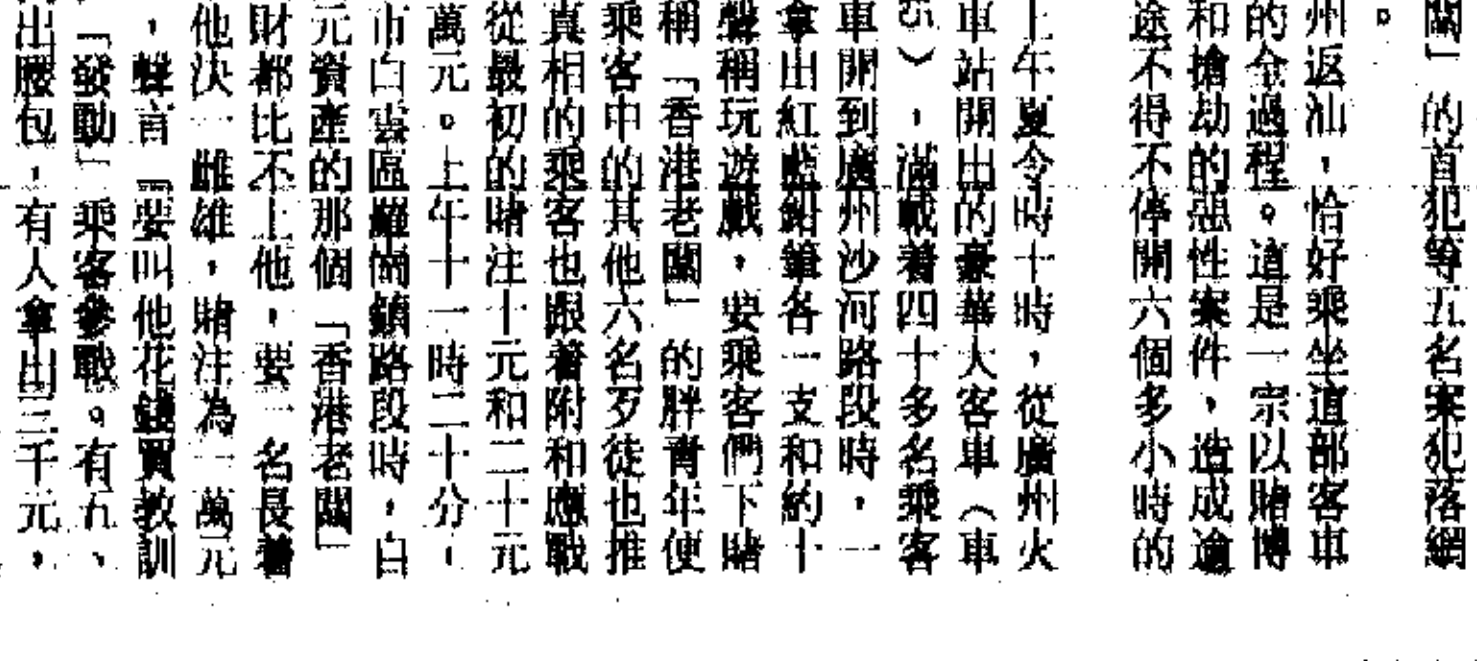 闆」的首犯等五名案犯落網
。
州返汕，恰好乘坐這部客車
的全過程。這是一宗以賭博
和搶劫的惡性案件，造成逾
途不得不停開六個多小時的
上午夏令時十時，從廣州火
車站開出的豪華大客車（車
5），滿載着四十多名乘客
車開到廣州沙河路段時，一
拿出紅藍鉛筆各一支和約十
聲稱玩遊戲，要乘客們下賭
稱「香港老闆」的胖青年便
乘客中的其他六名歹徒也推
真相的乘客也跟着附和應戰
從最初的賭注十元和二十元
萬元。上午十一時二十分，
市白雲區羅崗鎮路段時，白
元資產的那個「香港老闆」
財都比不上他，要一名長着
他決一雌雄，賭注為一萬元
，聲言『要叫他花錢買教訓
「發動」乘客參戰。有五、
出腰包，有人拿出三千元，